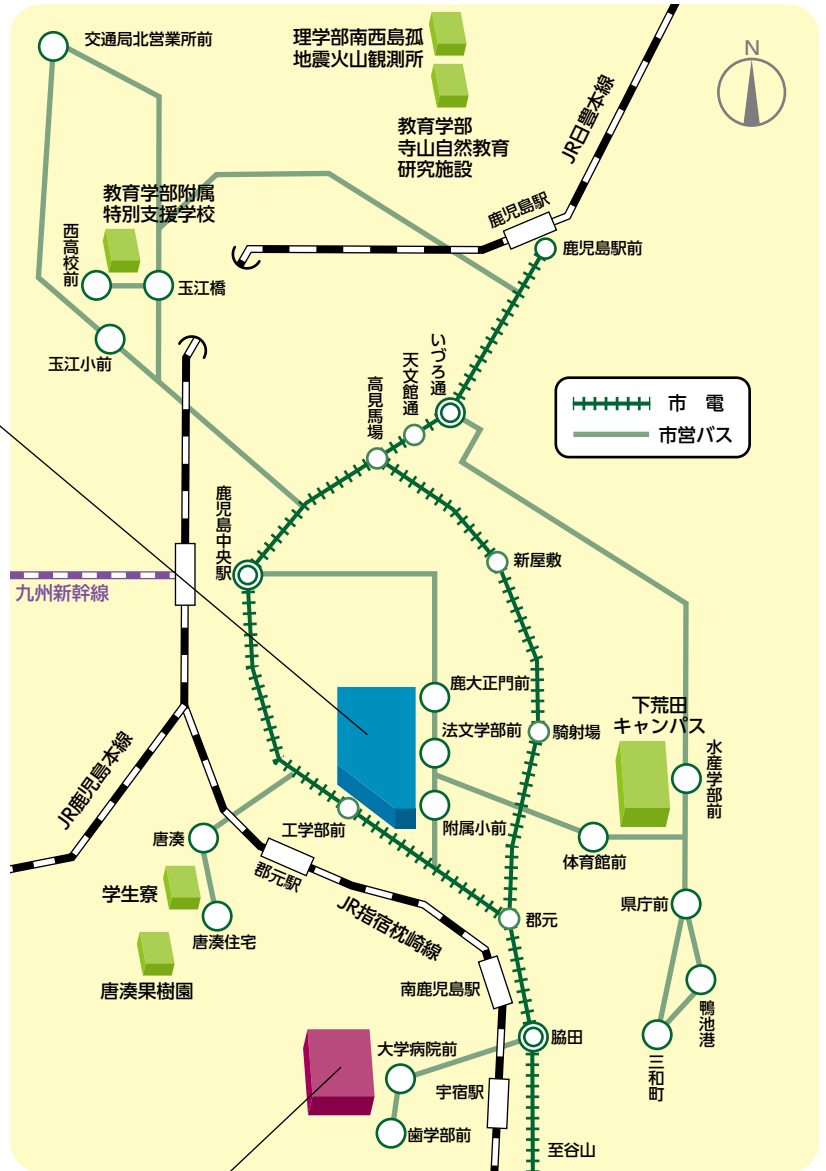 交通局北営業所前
理学部南西島孤
地震火山観測所
教育学部
寺山自然教育
研究施設
JR日豊本線
N
教育学部附属
特別支援学校
西高校前
玉江橋
玉江小前
鹿児島駅
鹿児島駅前
いづろ通
天文館通
高見馬場
市 電
市営バス
鹿児島中央駅
九州新幹線
新屋敷
鹿大正門前
法文学部前
騎射場
下荒田
キャンパス
水産学部前
JR鹿児島本線
工学部前
附属小前
体育館前
唐湊
郡元駅
学生寮
唐湊住宅
唐湊果樹園
JR指宿枕崎線
郡元
県庁前
南鹿児島駅
鴨池港
三和町
脇田
大学病院前
宇宿駅
歯学部前
至谷山